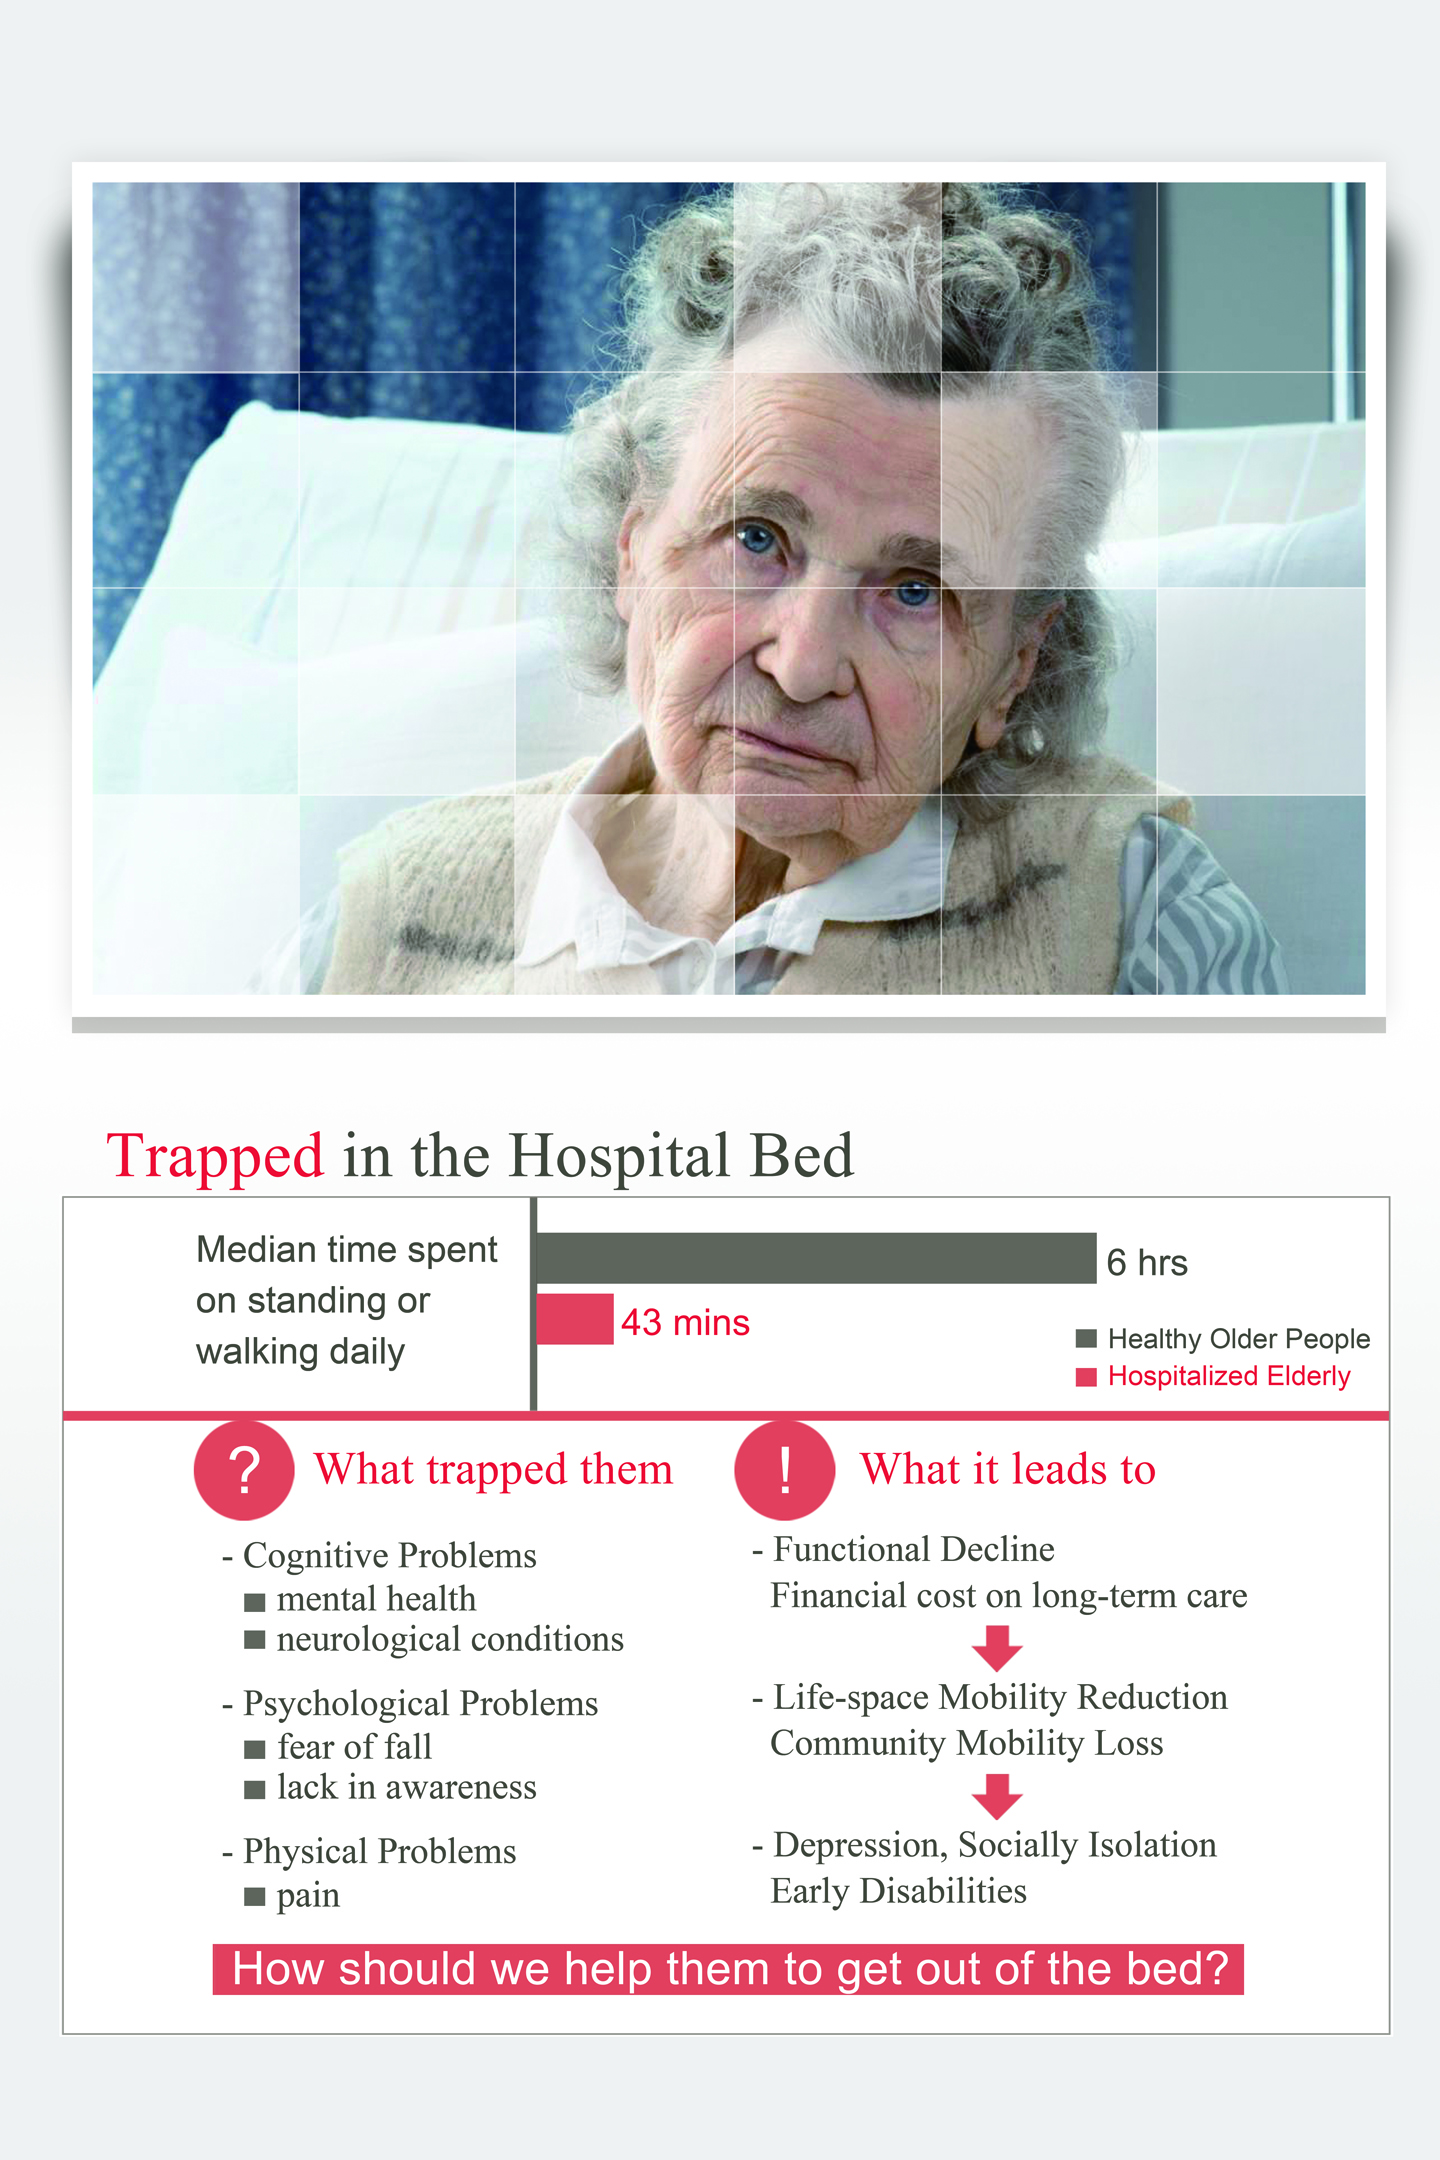 Trapped in the Hospital Bed
Median time spent
on standing or
walking daily
6 hrs
43 mins
Healthy Older People
Hospitalized Elderly
?
What trapped them
- Cognitive Problems
mental health
neurological conditions
- Psychological Problems
fear of fall
lack in awareness
- Physical Problems
pain
!
What it leads to
- Functional Decline
Financial cost on long-term care
- Life-space Mobility Reduction
Community Mobility Loss
- Depression, Socially Isolation
Early Disabilities
How should we help them to get out of the bed?